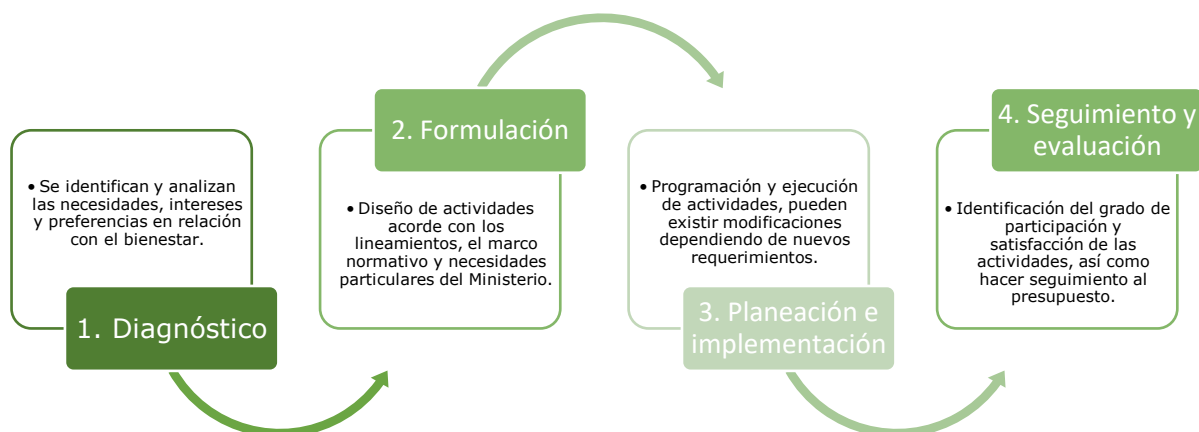 • Se identifican y analizan
las necesidades, intereses
y preferencias en relación
con el bienestar.
1. Diagnóstico
2. Formulación
• Diseño de actividades
acorde con los
lineamientos, el marco
normativo y necesidades
particulares del Ministerio.
• Programación y ejecución
de actividades, pueden
existir modificaciones
dependiendo de nuevos
requerimientos.
3. Planeación e
implementación
4. Seguimiento y
evaluación
• Identificación del grado de
participación y
satisfacción de las
actividades, así como
hacer seguimiento al
presupuesto.